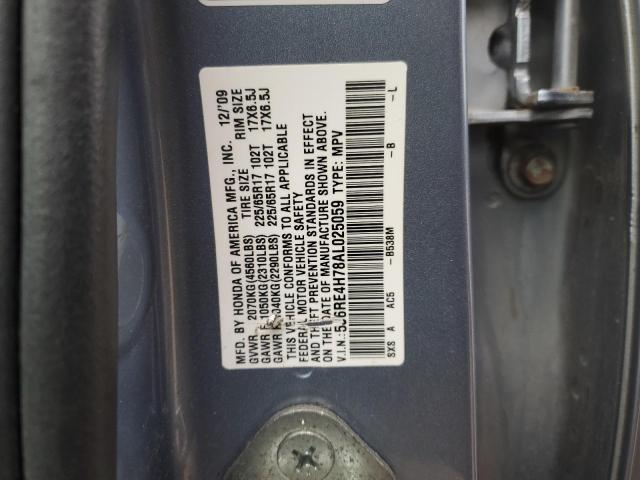 MFD. BY HONDA OF AMERICA MFG., INC. 12/'09
TIRE SIZE RIM SIZE
GVWR 2070KG(4560LBS) 225/65R17 102T 17X6.5J
GAWR 1050KG(2310LBS) 225/65R17 102T 17X6.5J
GAWR 040KG(2290LBS)
THIS VEHICLE CONFORMS TO ALL APPLICABLE
FEDERAL MOTOR VEHICLE SAFETY
AND THEFT PREVENTION STANDARDS IN EFFECT
ON THE DATE OF MANUFACTURE SHOWN ABOVE.
V.I.N.:5J6RE4H78AL025059 TYPE: MPV
SXS A AC5 -B538M -B -L